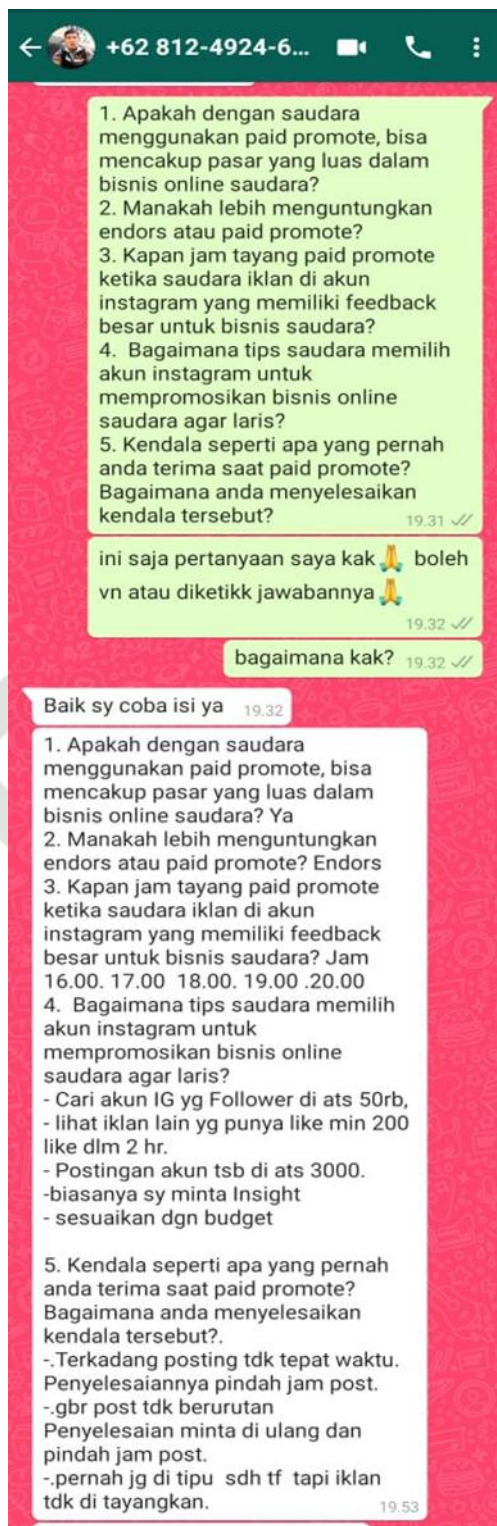 +62 812-4924-6...
1. Apakah dengan saudara
menggunakan paid promote, bisa
mencakup pasar yang luas dalam
bisnis online saudara?
2. Manakah lebih menguntungkan
endors atau paid promote?
3. Kapan jam tayang paid promote
ketika saudara iklan di akun
instagram yang memiliki feedback
besar untuk bisnis saudara?
4.  Bagaimana tips saudara memilih
akun instagram untuk
mempromosikan bisnis online
saudara agar laris?
5. Kendala seperti apa yang pernah
anda terima saat paid promote?
Bagaimana anda menyelesaikan
kendala tersebut?
19.31
ini saja pertanyaan saya kak🙏 boleh
vn atau diketikk jawabannya🙏
19.32
bagaimana kak? 19.32
Baik sy coba isi ya 19.32
1. Apakah dengan saudara
menggunakan paid promote, bisa
mencakup pasar yang luas dalam
bisnis online saudara? Ya
2. Manakah lebih menguntungkan
endors atau paid promote? Endors
3. Kapan jam tayang paid promote
ketika saudara iklan di akun
instagram yang memiliki feedback
besar untuk bisnis saudara? Jam
16.00. 17.00  18.00. 19.00 .20.00
4.  Bagaimana tips saudara memilih
akun instagram untuk
mempromosikan bisnis online
saudara agar laris?
- Cari akun IG yg Follower di ats 50rb,
- lihat iklan lain yg punya like min 200
like dlm 2 hr.
- Postingan akun tsb di ats 3000.
-biasanya sy minta Insight
- sesuaikan dgn budget
5. Kendala seperti apa yang pernah
anda terima saat paid promote?
Bagaimana anda menyelesaikan
kendala tersebut?.
-.Terkadang posting tdk tepat waktu.
Penyelesaiannya pindah jam post.
-.gbr post tdk berurutan
Penyelesaian minta di ulang dan
pindah jam post.
-.pernah jg di tipu  sdh tf  tapi iklan
tdk di tayangkan.
19.53